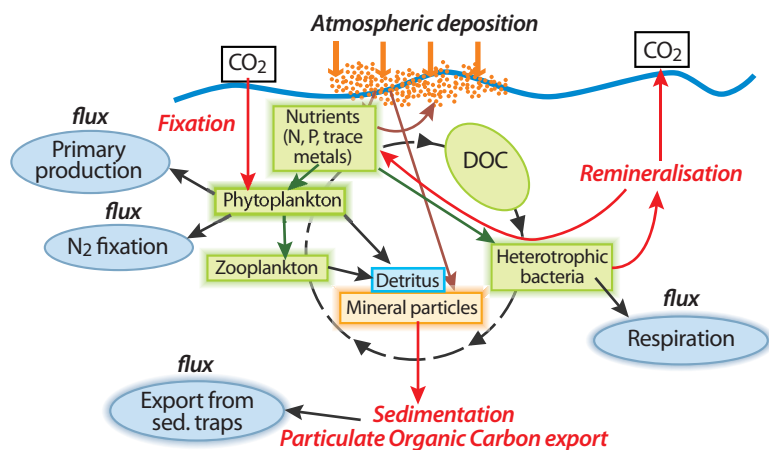 Atmospheric deposition
CO2
CO2
flux
Fixation
Nutrients
(N, P, trace
metals)
DOC
Primary
production
Remineralisation
Phytoplankton
flux
N2 fixation
Zooplankton
Heterotrophic
bacteria
Detritus
Mineral particles
flux
Respiration
flux
Export from
sed. traps
Sedimentation
Particulate Organic Carbon export